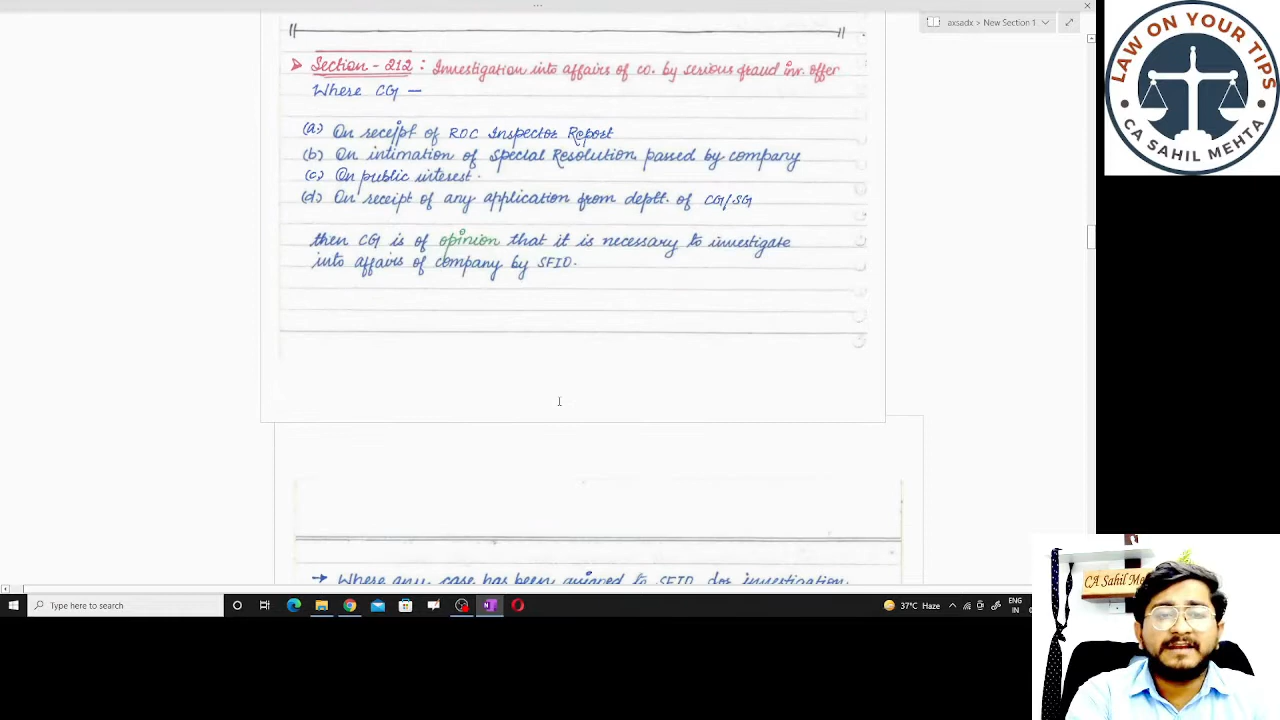 axsadx > New Section 1
Section - 212 : Investigation into affairs of co. by serious fraud inv. offer
Where CG —
(a) On receipt of ROC Inspector Report
(b) On intimation of Special Resolution passed by company
(c) On public interest.
(d) On receipt of any application from deptt. of CG/SG
then CG is of opinion that it is necessary to investigate
into affairs of company by SFIO.
→ Where any case has been assigned to SFIO for investigation,
Type here to search
37°C Haze
ENG
IN
LAW ON YOUR TIPS
CA SAHIL MEHTA
CA Sahil Me